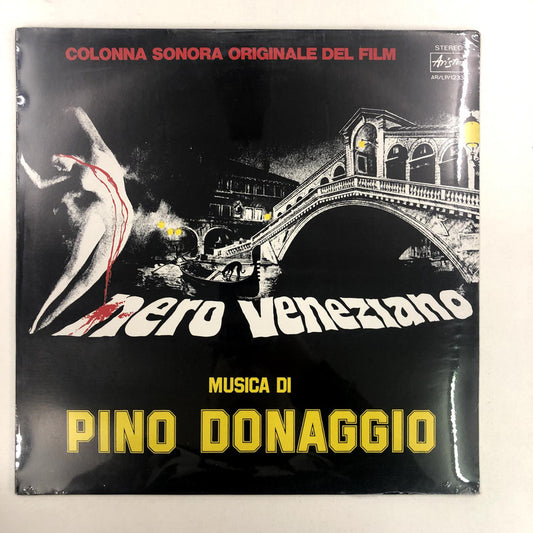 COLONNA SONORA ORIGINALE DEL FILM
STEREO
Ariston
nero veneziano
MUSICA DI
PINO DONAGGIO